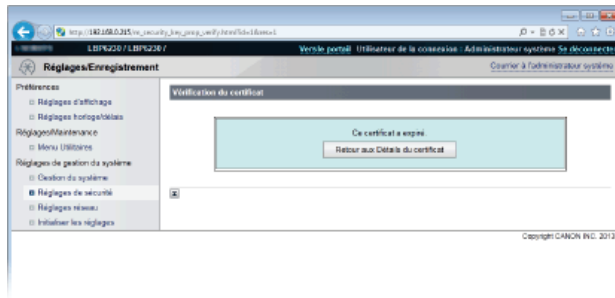 LBP6230 / LBP6230 /
Version portail Utilisateur de la connexion : Administrateur système Se déconnecter
Réglages/Enregistrement
Courrier à l'administrateur système
Préférences
Réglages d'affichage
Réglages horloge/délais
Réglages/Maintenance
Menu Utilitaires
Réglages de gestion du système
Gestion du système
Réglages de sécurité
Réglages réseau
Initialiser les réglages
Vérification du certificat
Ce certificat a expiré.
Retour aux Détails du certificat
Copyright CANON INC. 2013